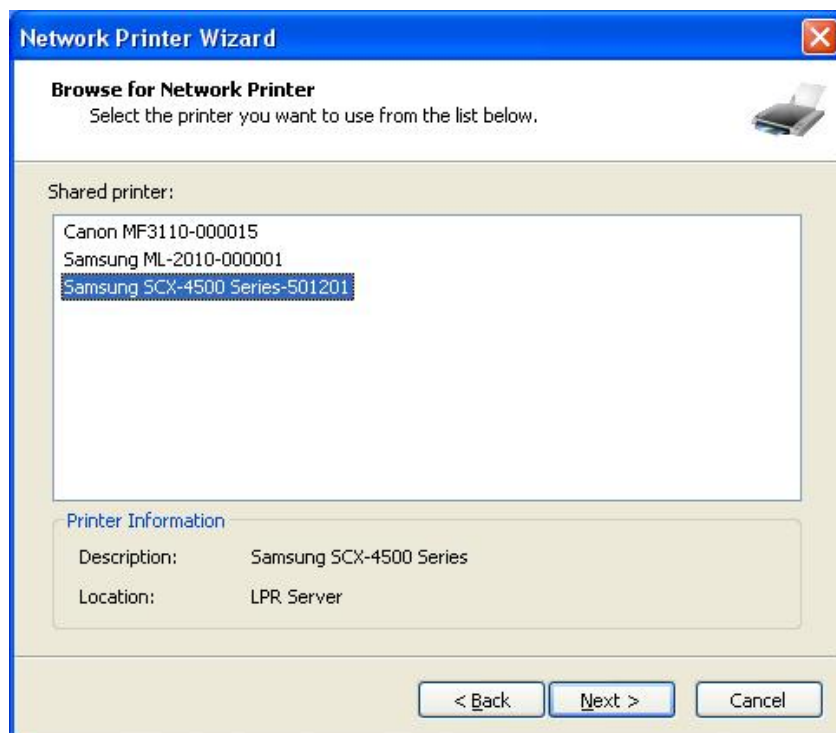 Network Printer Wizard
Browse for Network Printer
Select the printer you want to use from the list below.
Shared printer:
Canon MF3110-000015
Samsung ML-2010-000001
Samsung SCX-4500 Series-501201
Printer Information
Description: Samsung SCX-4500 Series
Location: LPR Server
< Back Next > Cancel